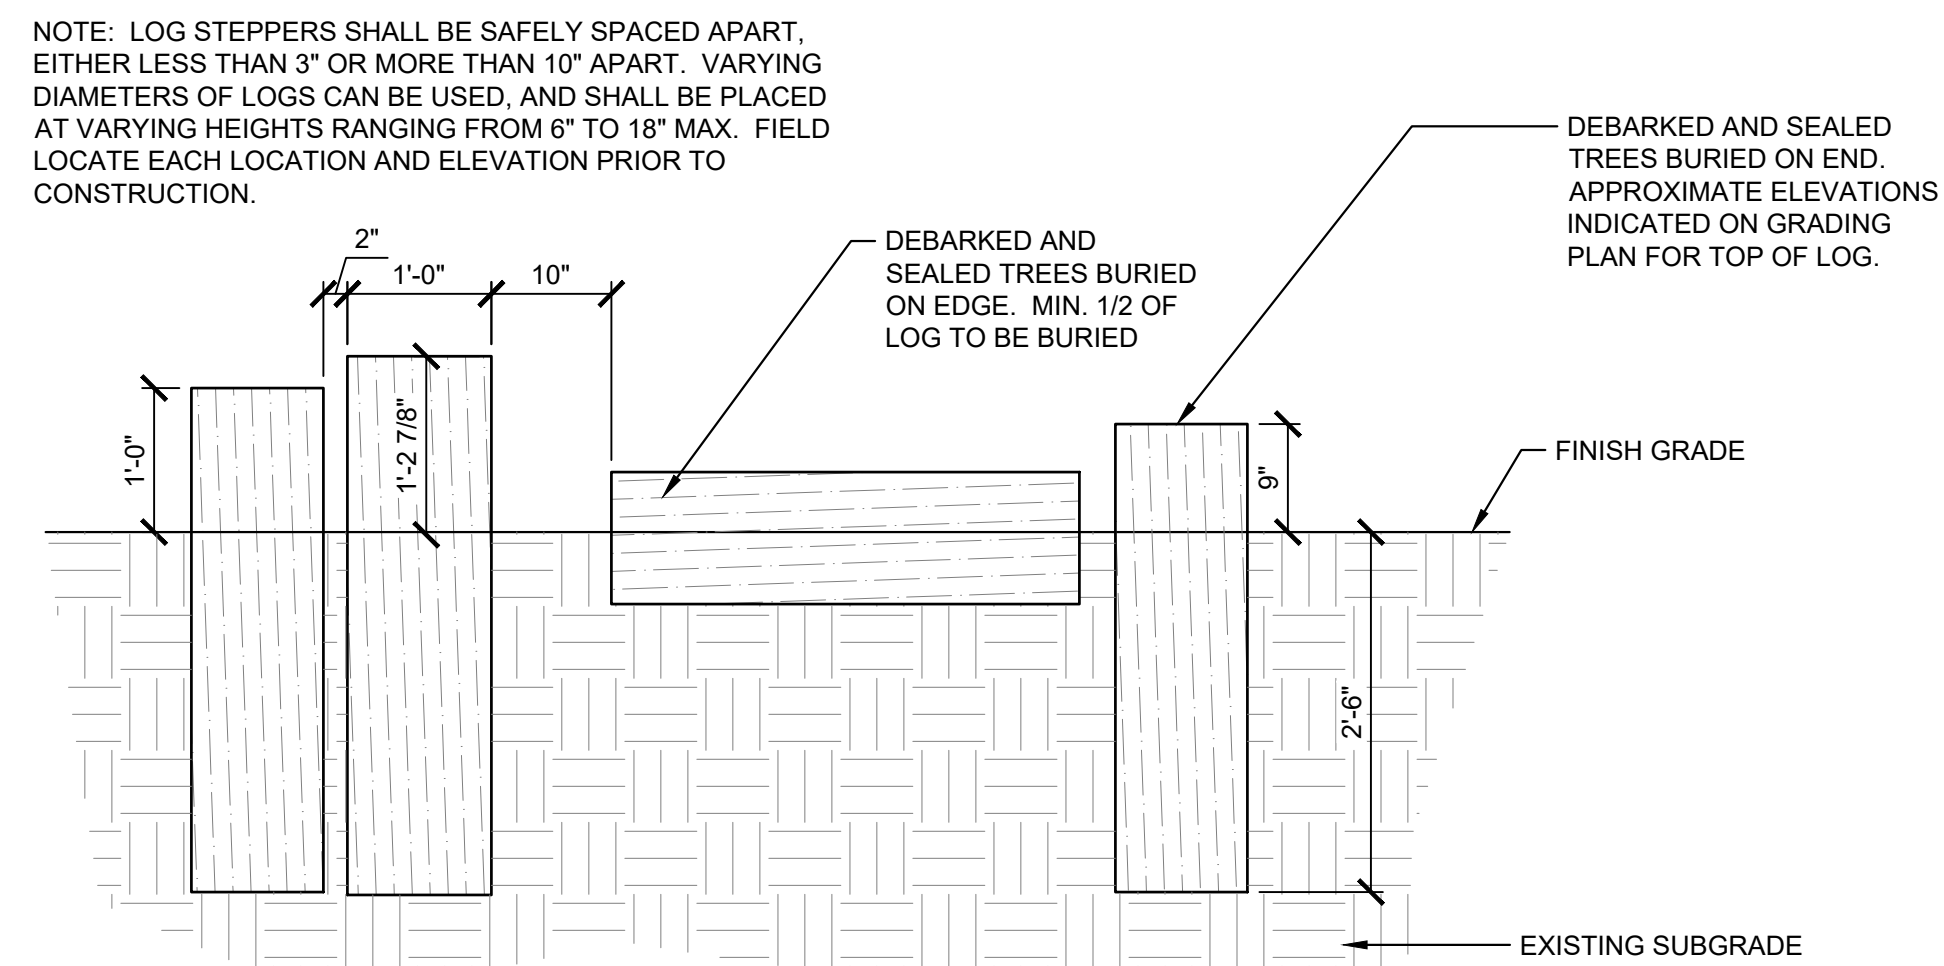 NOTE: LOG STEPPERS SHALL BE SAFELY SPACED APART,
EITHER LESS THAN 3" OR MORE THAN 10" APART. VARYING
DIAMETERS OF LOGS CAN BE USED, AND SHALL BE PLACED
AT VARYING HEIGHTS RANGING FROM 6" TO 18" MAX. FIELD
LOCATE EACH LOCATION AND ELEVATION PRIOR TO
CONSTRUCTION.
DEBARKED AND SEALED
TREES BURIED ON END.
APPROXIMATE ELEVATIONS
INDICATED ON GRADING
PLAN FOR TOP OF LOG.
2"
1'-0"
10"
DEBARKED AND
SEALED TREES BURIED
ON EDGE. MIN. 1/2 OF
LOG TO BE BURIED
1'-0"
1'-2 7/8"
9"
FINISH GRADE
2'-6"
EXISTING SUBGRADE